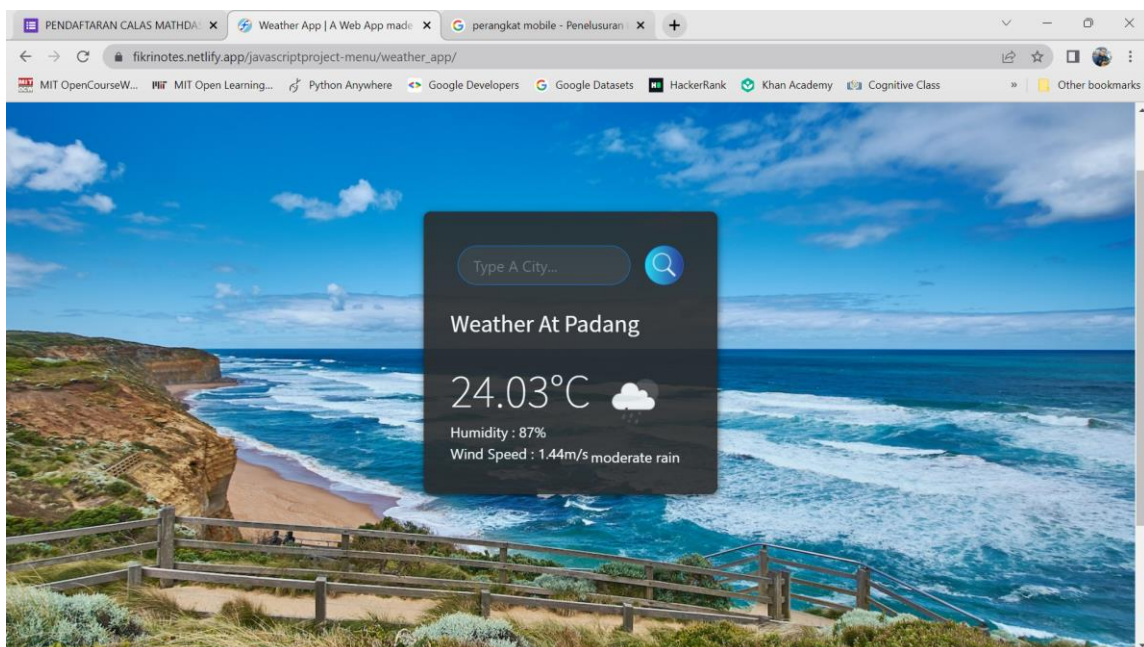 PENDAFTARAN CALAS MATHDAS
Weather App | A Web App made
perangkat mobile - Penelusuran
fikrinotes.netlify.app/javascriptproject-menu/weather_app/
MIT OpenCourseW... MIT Open Learning... Python Anywhere Google Developers Google Datasets HackerRank Khan Academy Cognitive Class » Other bookmarks
Type A City...
Weather At Padang
24.03°C
Humidity : 87%
Wind Speed : 1.44m/s moderate rain